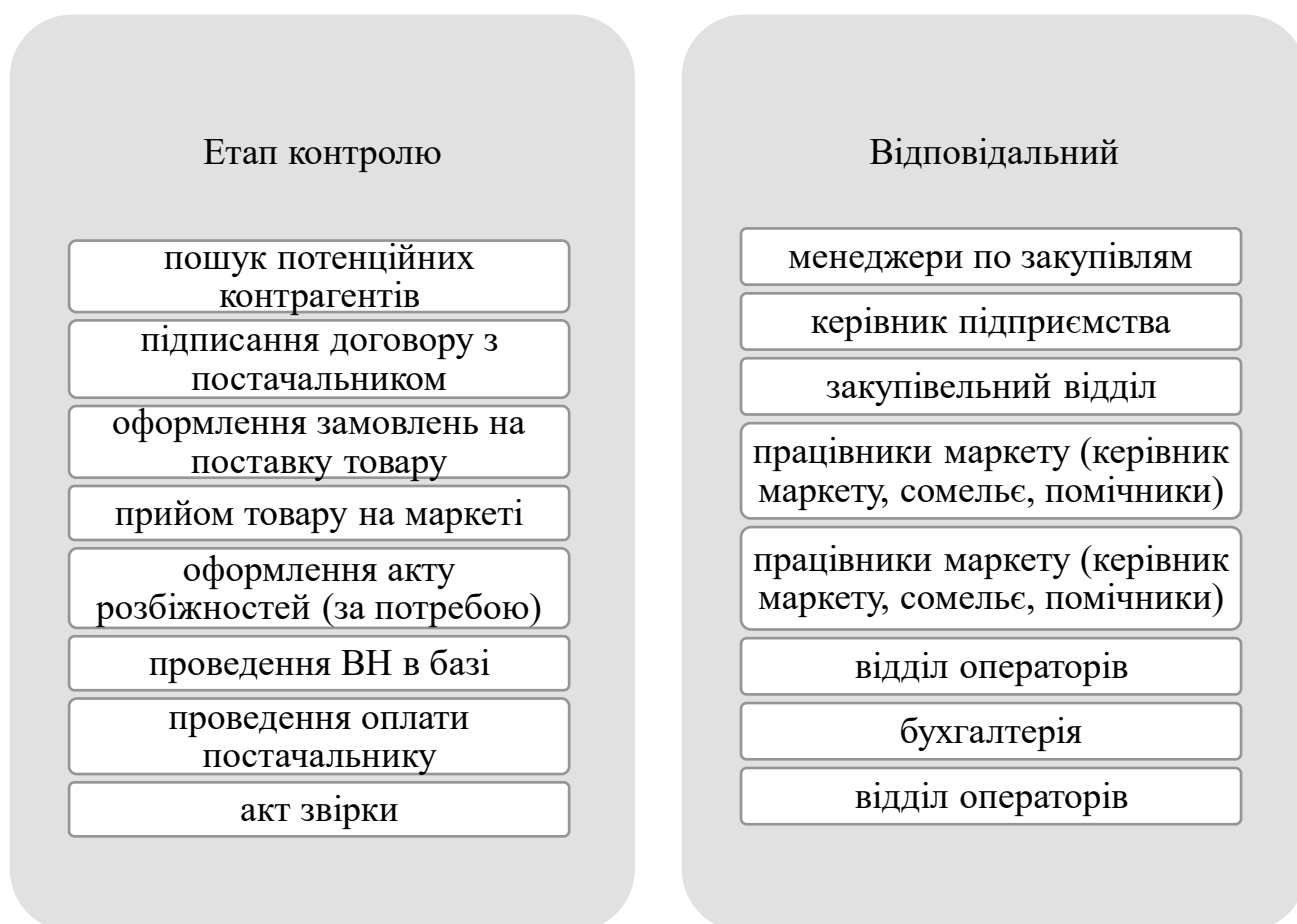 Етап контролю
пошук потенційних
контрагентів
підписання договору з
постачальником
оформлення замовлень на
поставку товару
прийом товару на маркеті
оформлення акту
розбіжностей (за потребою)
проведення ВН в базі
проведення оплати
постачальнику
акт звірки
Відповідальний
менеджери по закупівлям
керівник підприємства
закупівельний відділ
працівники маркету (керівник
маркету, сомельє, помічники)
працівники маркету (керівник
маркету, сомельє, помічники)
відділ операторів
бухгалтерія
відділ операторів